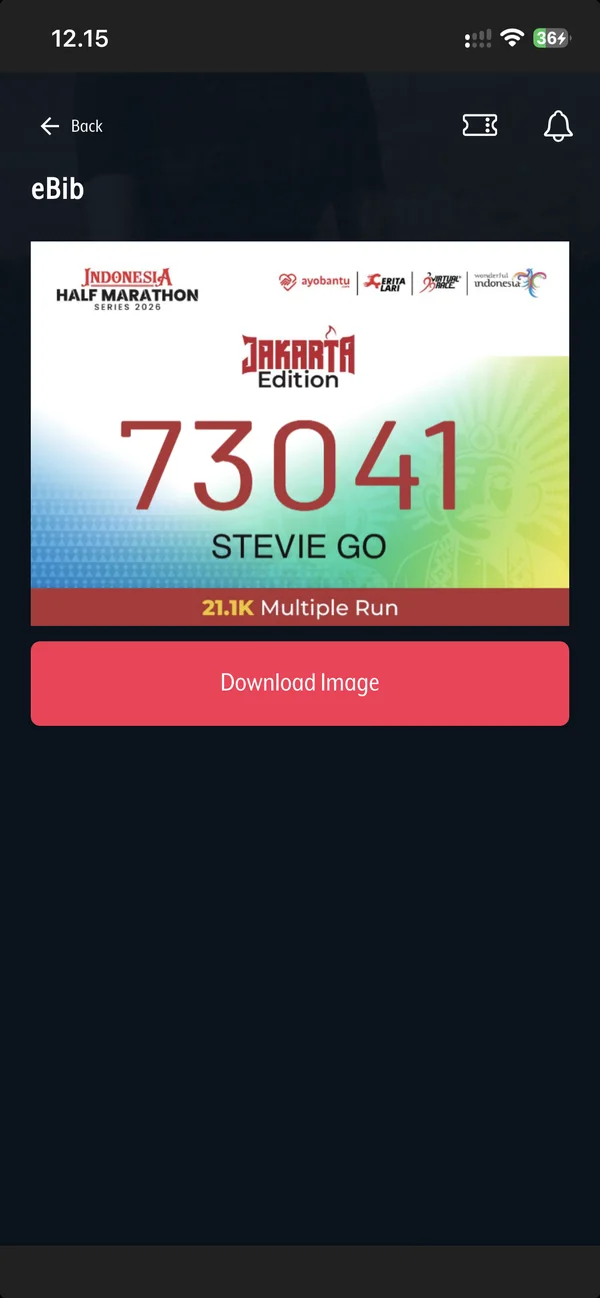 12.15
36
Back
eBib
INDONESIA
HALF MARATHON
SERIES 2026
ayobantu
CERITA
LARI
VIRTUAL
RACE
wonderful
indonesia
JAKARTA
Edition
73041
STEVIE GO
21.1K Multiple Run
Download Image